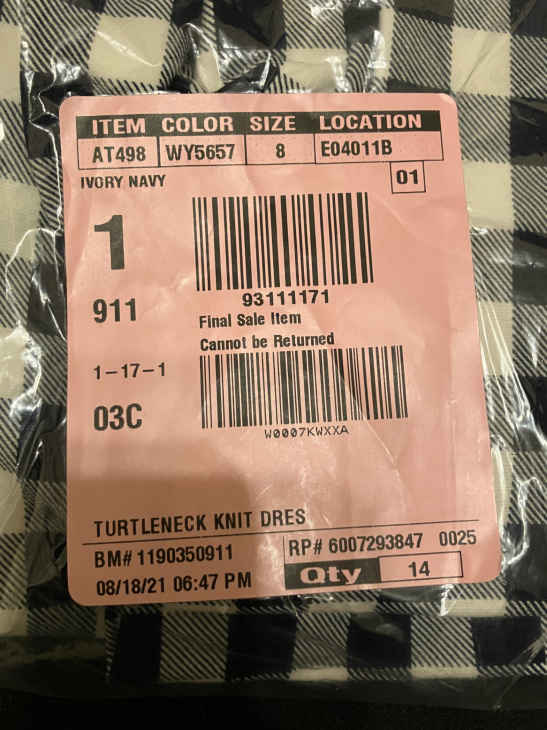 ITEM COLOR SIZE LOCATION
AT498 WY5657 8 E04011B
IVORY NAVY 01
1
93111171
911
Final Sale Item
Cannot be Returned
1-17-1
03C
W0007KWXXA
TURTLENECK KNIT DRES
BM# 1190350911 RP# 6007293847 0025
08/18/21 06:47 PM Qty 14